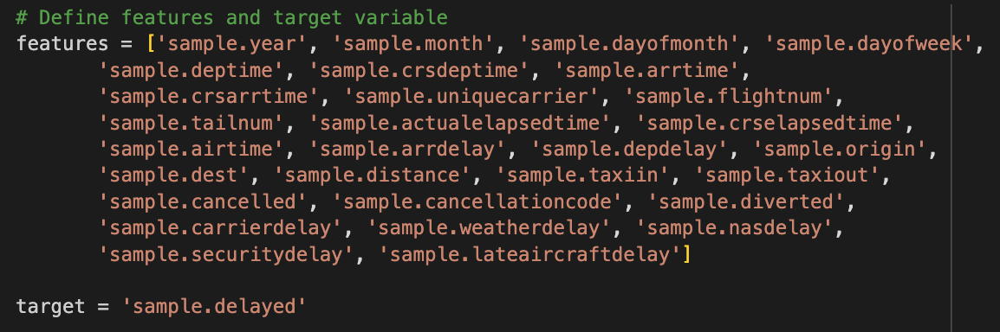 # Define features and target variable
features = ['sample.year', 'sample.month', 'sample.dayofmonth', 'sample.dayofweek',
'sample.deptime', 'sample.crsdeptime', 'sample.arrtime',
'sample.crsarrtime', 'sample.uniquecarrier', 'sample.flightnum',
'sample.tailnum', 'sample.actualelapsedtime', 'sample.crselapsedtime',
'sample.airtime', 'sample.arrdelay', 'sample.depdelay', 'sample.origin',
'sample.dest', 'sample.distance', 'sample.taxiin', 'sample.taxiout',
'sample.cancelled', 'sample.cancellationcode', 'sample.diverted',
'sample.carrierdelay', 'sample.weatherdelay', 'sample.nasdelay',
'sample.securitydelay', 'sample.lateaircraftdelay']
target = 'sample.delayed'